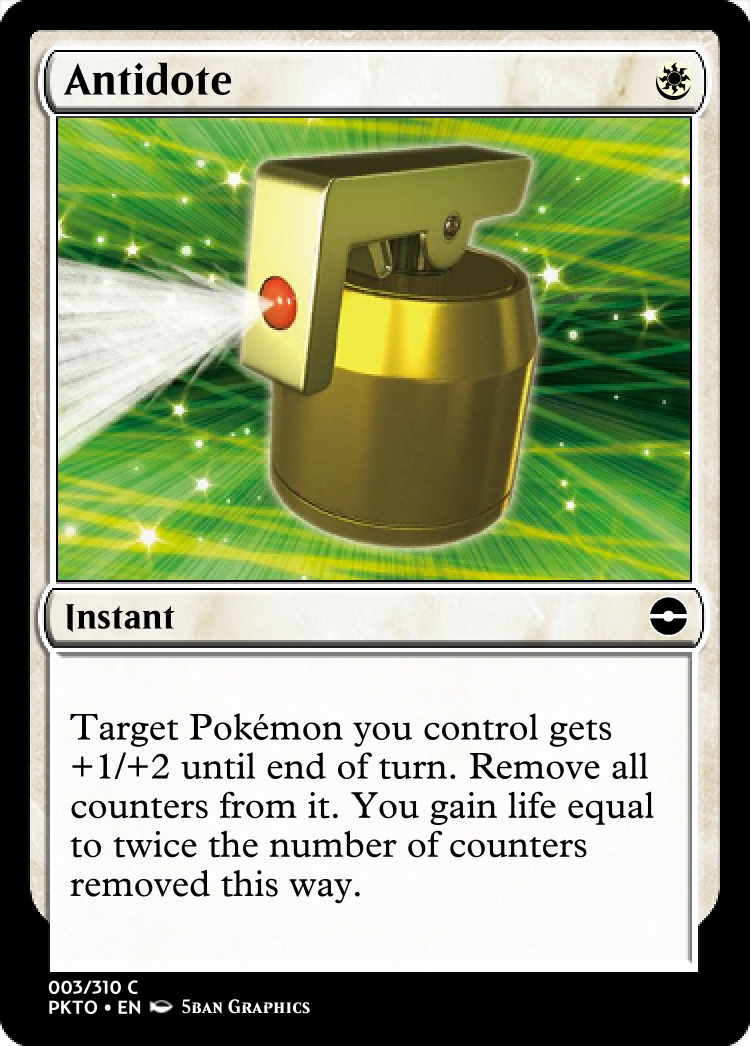 Antidote
Instant
Target Pokémon you control gets
+1/+2 until end of turn. Remove all
counters from it. You gain life equal
to twice the number of counters
removed this way.
003/310 C
PKTO • EN 5ban Graphics